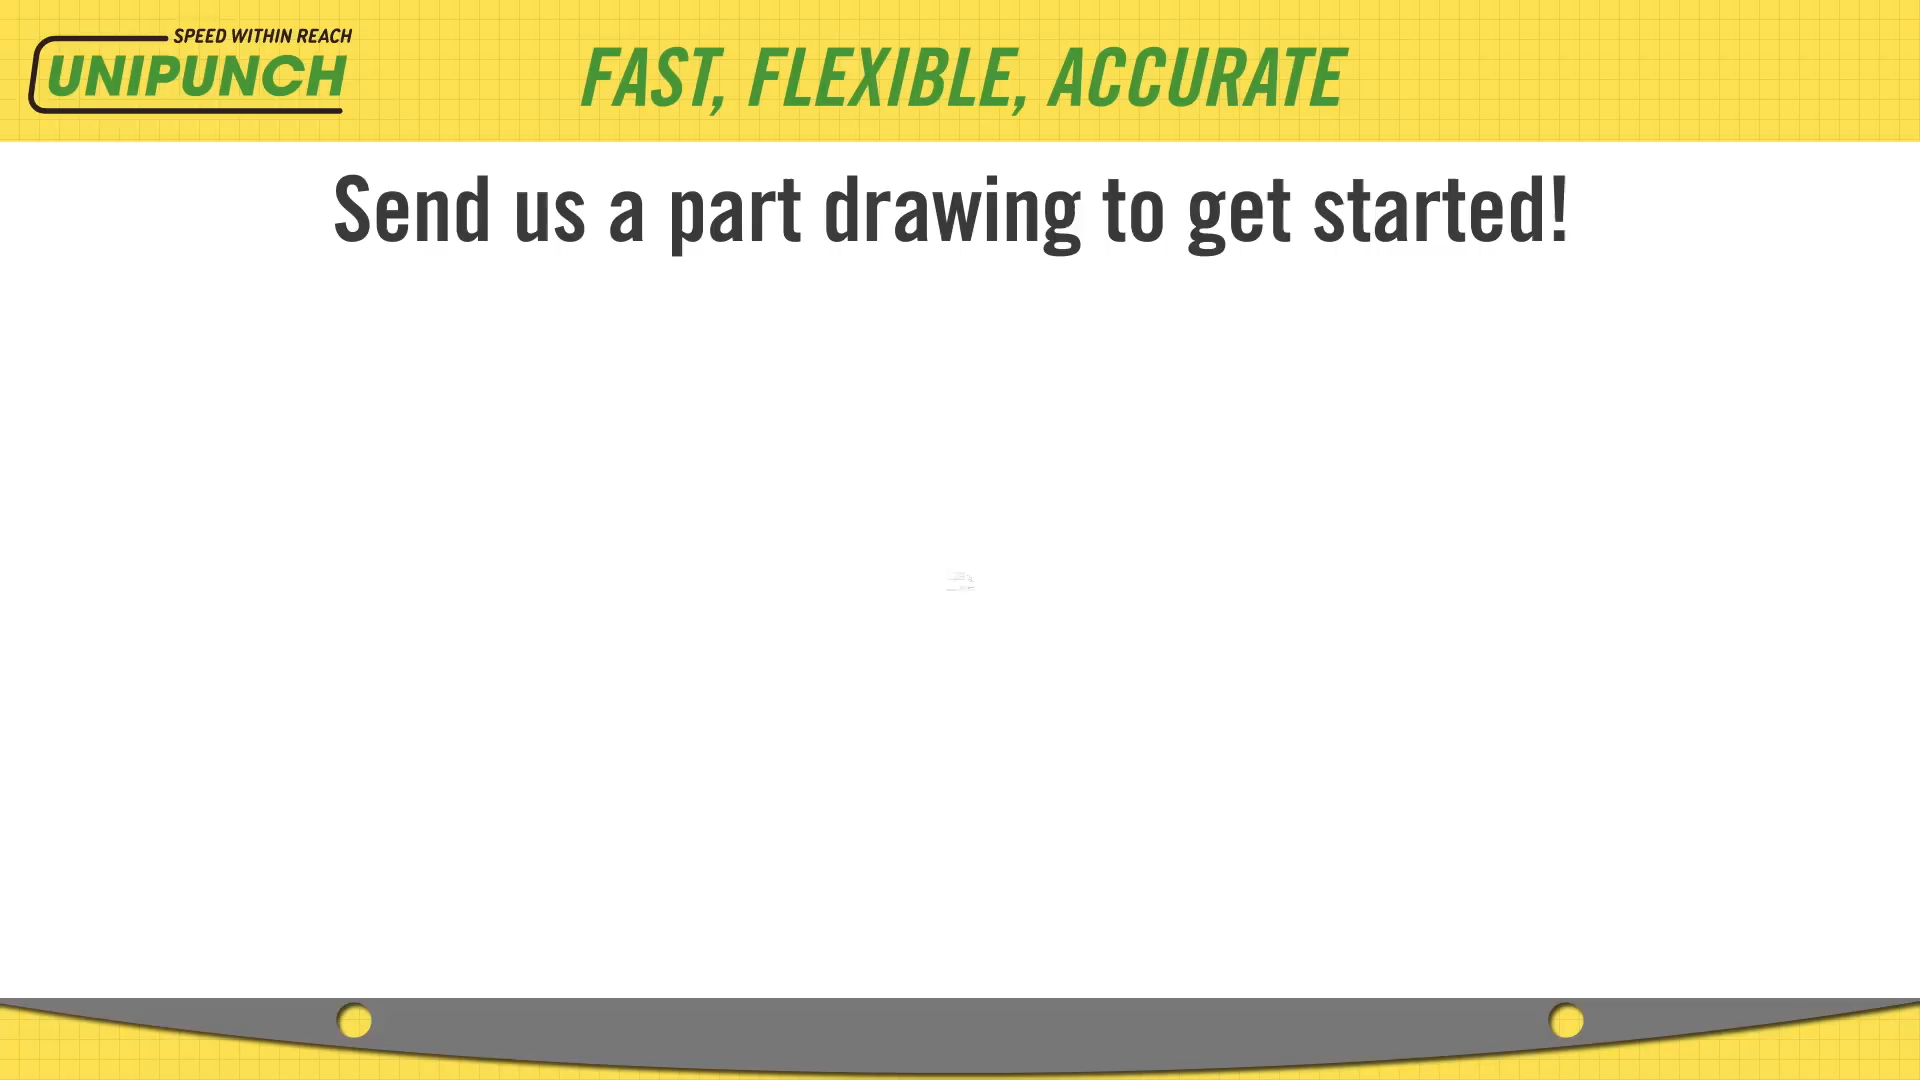 SPEED WITHIN REACH
UNIPUNCH
FAST, FLEXIBLE, ACCURATE
Send us a part drawing to get started!